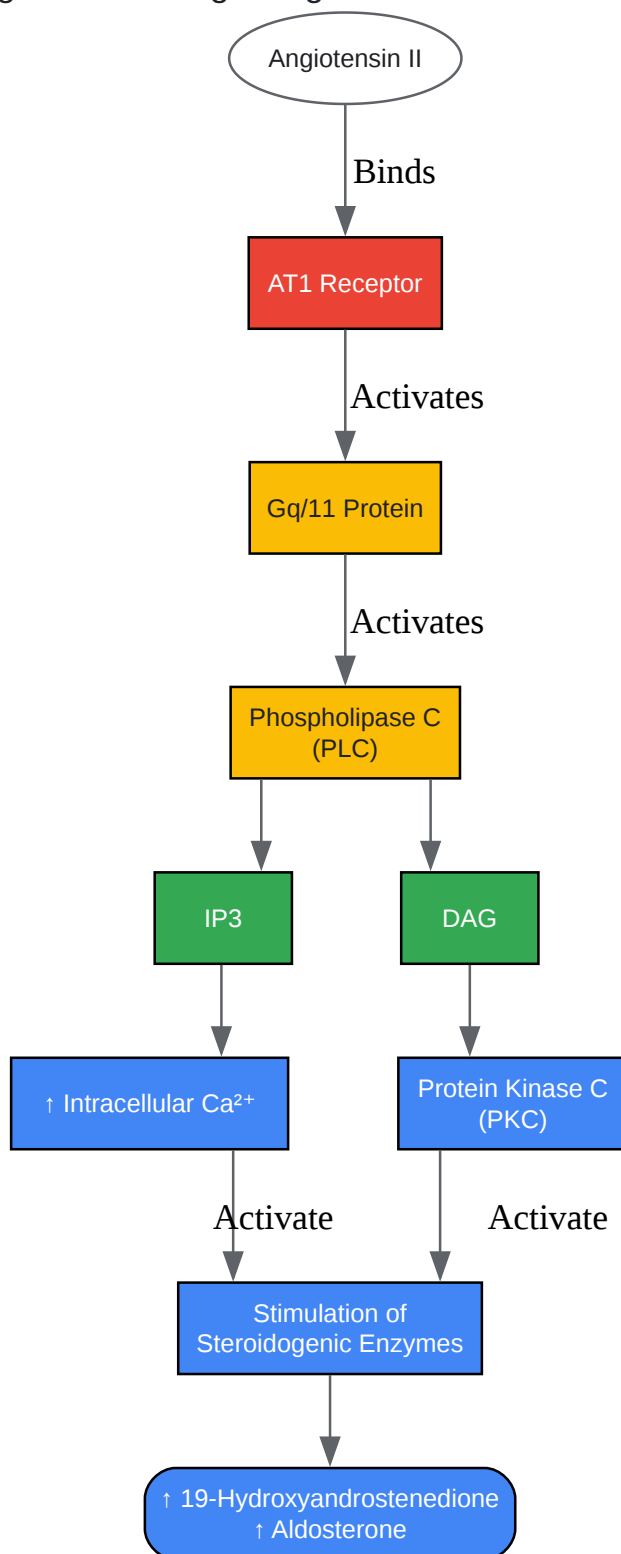 Angiotensin II
Binds
AT1 Receptor
Activates
Gq/11 Protein
Activates
Phospholipase C
(PLC)
IP3
DAG
↑ Intracellular Ca²⁺
Protein Kinase C
(PKC)
Activate
Activate
Stimulation of
Steroidogenic Enzymes
↑ 19-Hydroxyandrostenedione
↑ Aldosterone